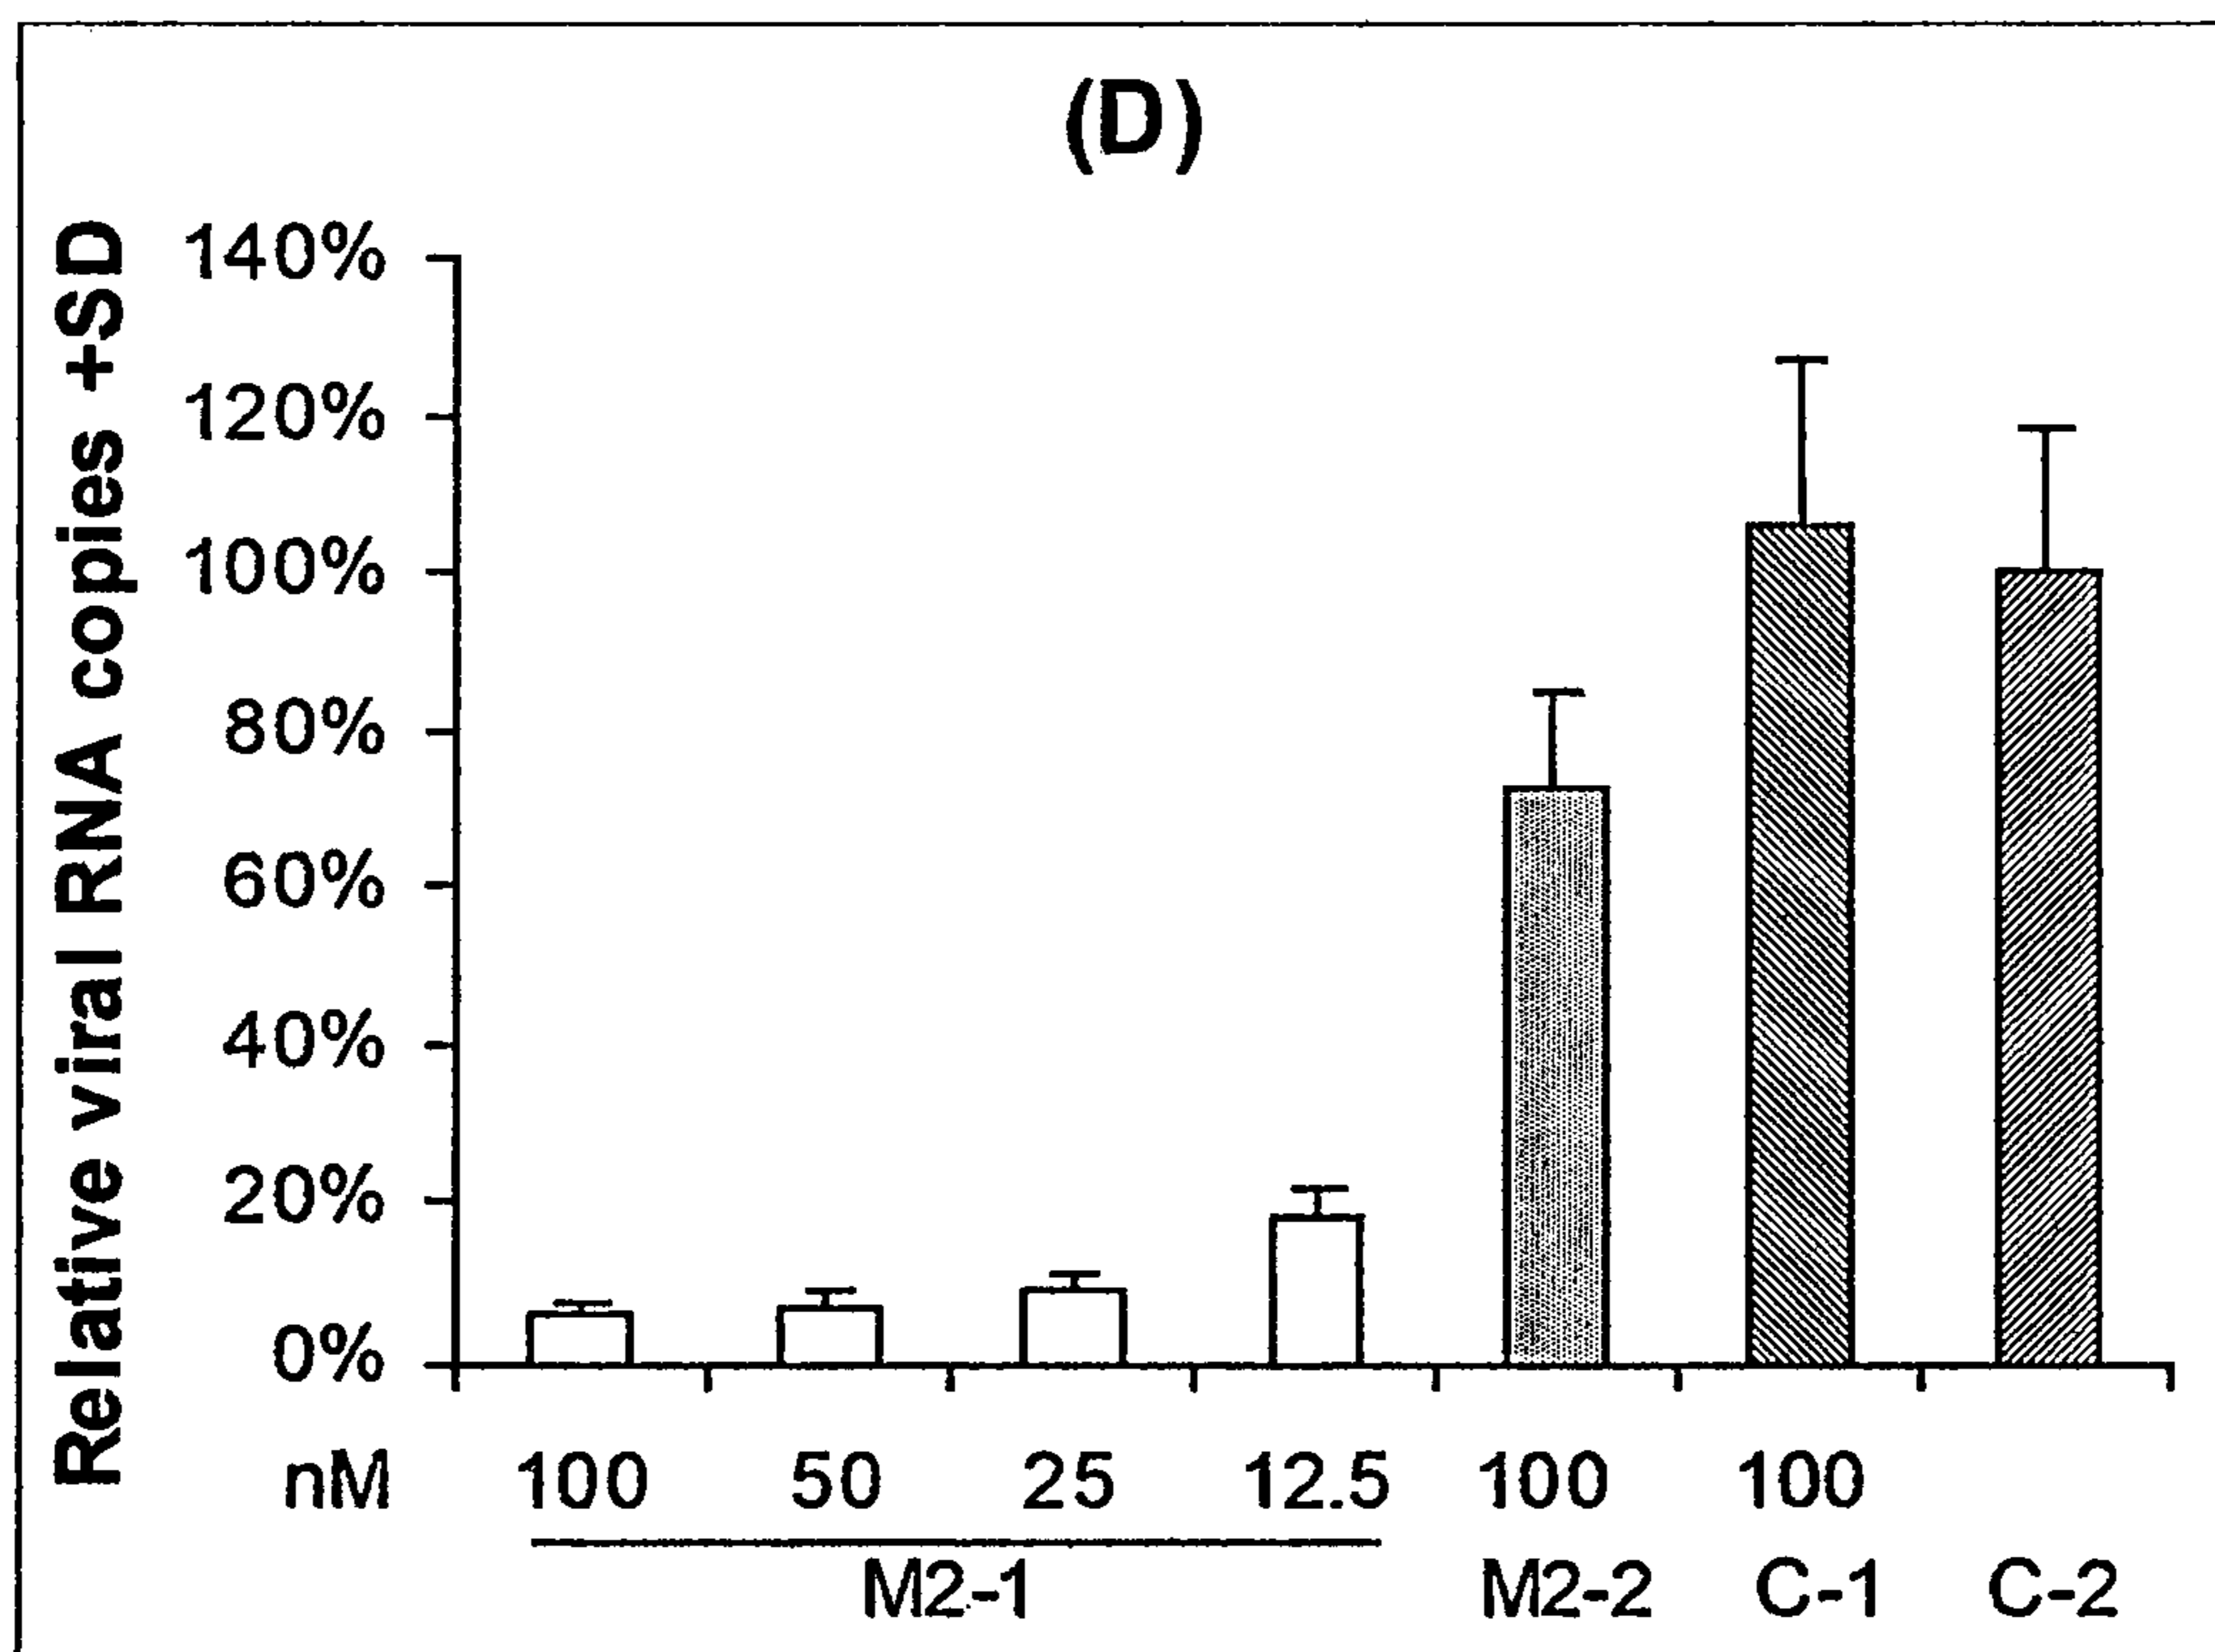 (D)
Relative viral RNA copies +SD
140%
120%
100%
80%
60%
40%
20%
0%
nM 100 50 25 12.5 100 100
M2-1 M2-2 C-1 C-2